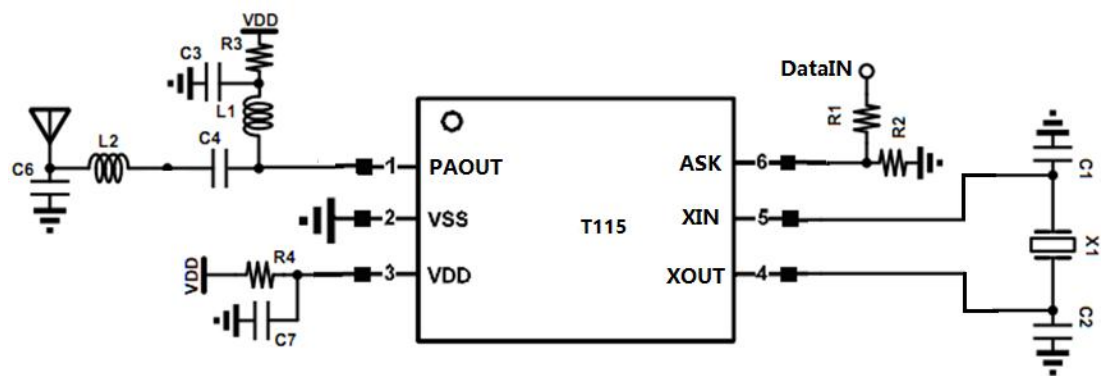 VDD
R3
C3
L1
L2
C4
C6
DataIN
R1
R2
C1
1 PAOUT
ASK 6
2 VSS
T115
XIN 5
X1
R4
VDD
3 VDD
XOUT 4
C7
C2